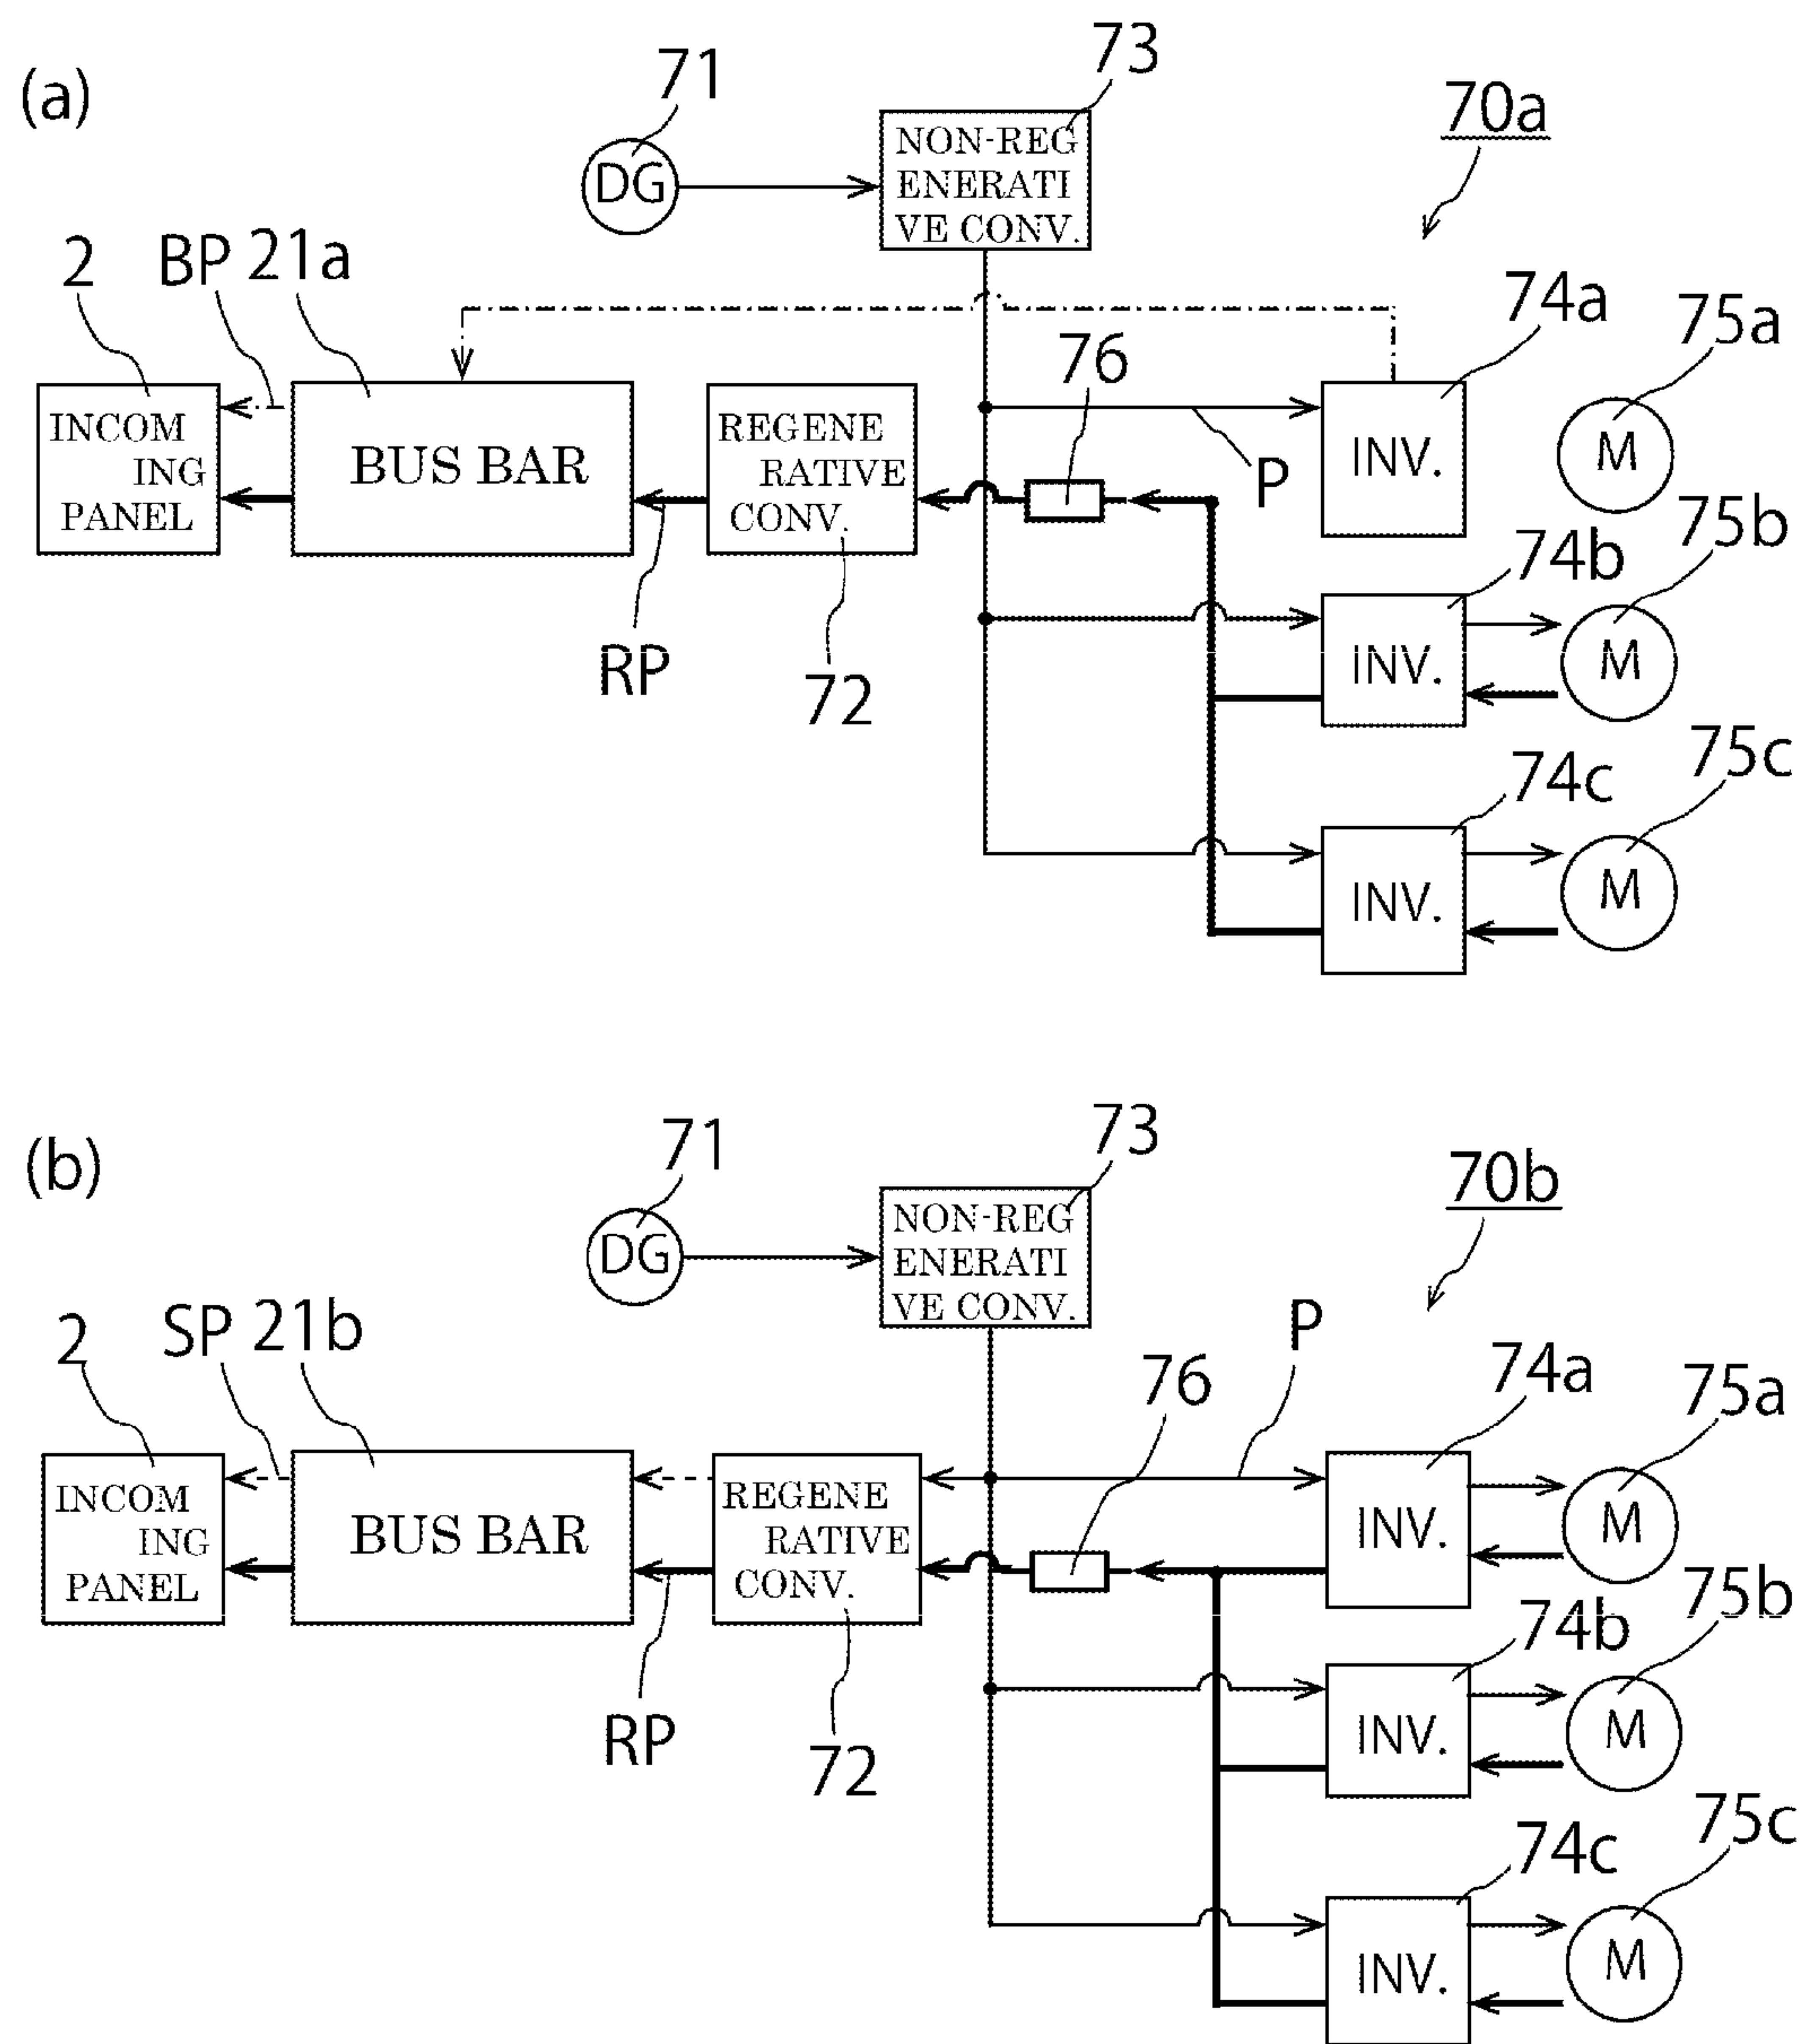 (a)
71
73
70a
DG
NON-REG
ENERATI
VE CONV.
2
BP
21a
74a
75a
76
INCOM
ING
PANEL
BUS BAR
REGENE
RATIVE
CONV.
P
INV.
M
RP
72
74b
75b
INV.
M
74c
75c
INV.
M
(b)
71
73
70b
DG
NON-REG
ENERATI
VE CONV.
2
SP
21b
P
76
74a
75a
INCOM
ING
PANEL
BUS BAR
REGENE
RATIVE
CONV.
INV.
M
RP
72
74b
75b
INV.
M
74c
75c
INV.
M